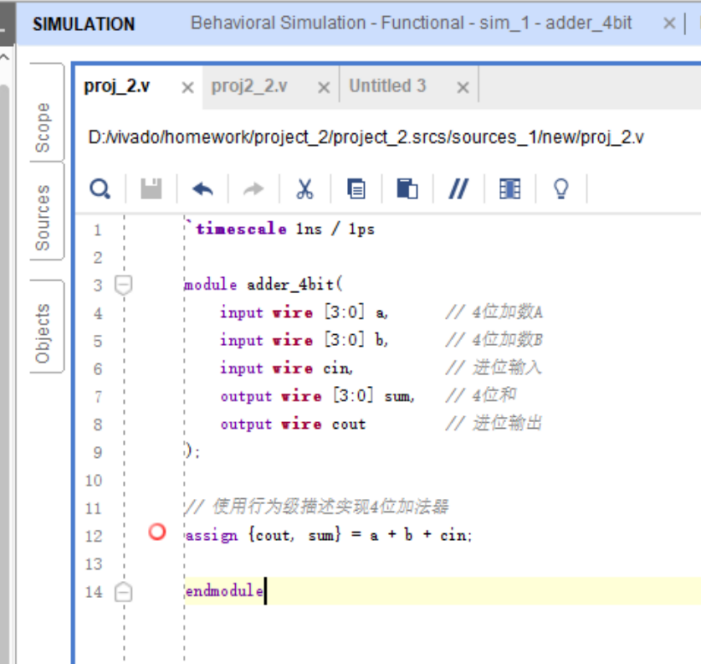 SIMULATION Behavioral Simulation - Functional - sim_1 - adder_4bit
proj_2.v proj2_2.v Untitled 3
D:/vivado/homework/project_2/project_2.srcs/sources_1/new/proj_2.v
Scope
Sources
Objects
1 `timescale 1ns / 1ps
2
3 module adder_4bit(
4 input wire [3:0] a, // 4位加数A
5 input wire [3:0] b, // 4位加数B
6 input wire cin, // 进位输入
7 output wire [3:0] sum, // 4位和
8 output wire cout // 进位输出
9 );
10
11 // 使用行为级描述实现4位加法器
12 assign {cout, sum} = a + b + cin;
13
14 endmodule